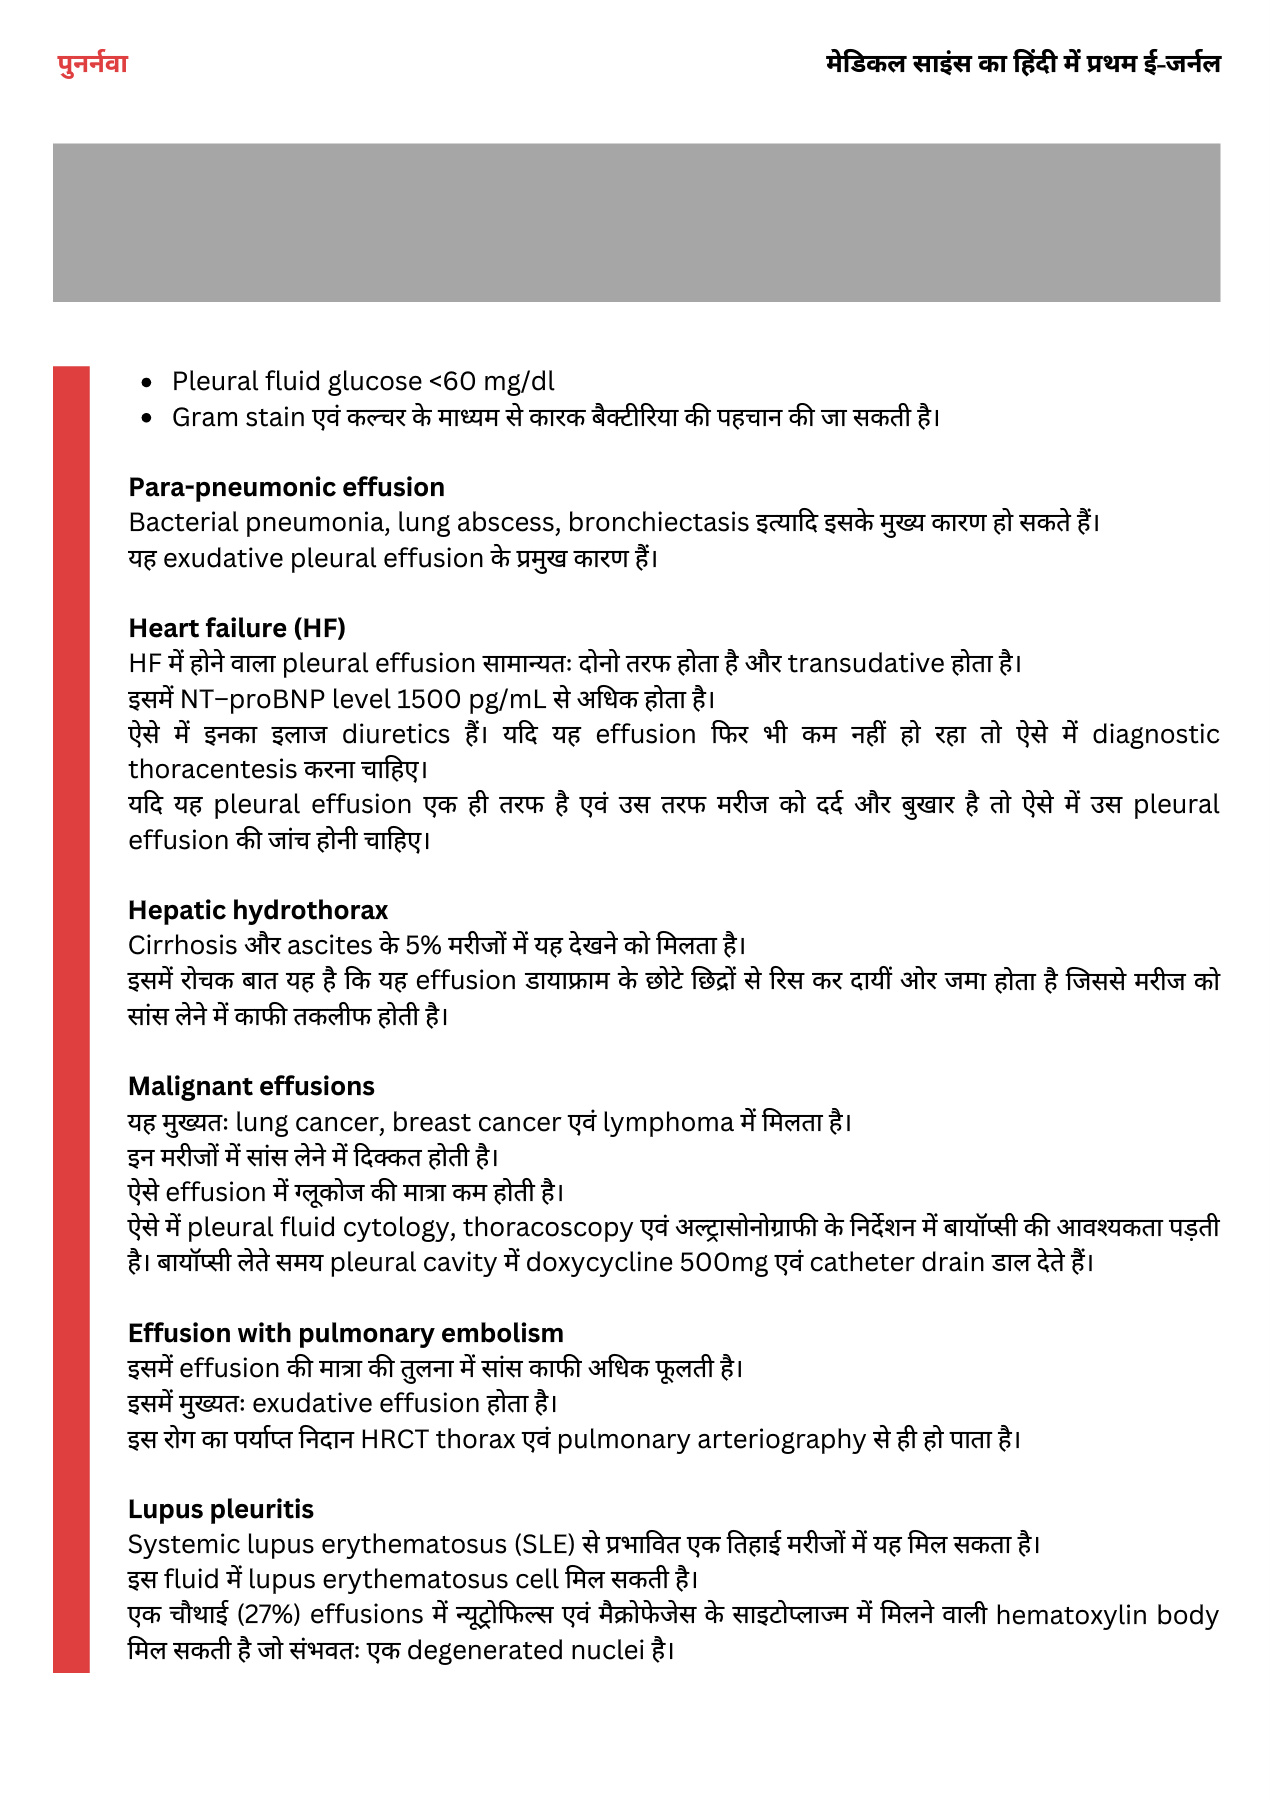 पुनर्नवा
मेडिकल साइंस का हिंदी में प्रथम ई-जर्नल
• Pleural fluid glucose <60 mg/dl
• Gram stain एवं कल्चर के माध्यम से कारक बैक्टीरिया की पहचान की जा सकती है।
Para-pneumonic effusion
Bacterial pneumonia, lung abscess, bronchiectasis इत्यादि इसके मुख्य कारण हो सकते हैं।
यह exudative pleural effusion के प्रमुख कारण हैं।
Heart failure (HF)
HF में होने वाला pleural effusion सामान्यतः दोनो तरफ होता है और transudative होता है।
इसमें NT–proBNP level 1500 pg/mL से अधिक होता है।
ऐसे में इनका इलाज diuretics हैं। यदि यह effusion फिर भी कम नहीं हो रहा तो ऐसे में diagnostic
thoracentesis करना चाहिए।
यदि यह pleural effusion एक ही तरफ है एवं उस तरफ मरीज को दर्द और बुखार है तो ऐसे में उस pleural
effusion की जांच होनी चाहिए।
Hepatic hydrothorax
Cirrhosis और ascites के 5% मरीजों में यह देखने को मिलता है।
इसमें रोचक बात यह है कि यह effusion डायाफ्राम के छोटे छिद्रों से रिस कर दायीं ओर जमा होता है जिससे मरीज को
सांस लेने में काफी तकलीफ होती है।
Malignant effusions
यह मुख्यतः lung cancer, breast cancer एवं lymphoma में मिलता है।
इन मरीजों में सांस लेने में दिक्कत होती है।
ऐसे effusion में ग्लूकोज की मात्रा कम होती है।
ऐसे में pleural fluid cytology, thoracoscopy एवं अल्ट्रासोनोग्राफी के निर्देशन में बायॉप्सी की आवश्यकता पड़ती
है। बायॉप्सी लेते समय pleural cavity में doxycycline 500mg एवं catheter drain डाल देते हैं।
Effusion with pulmonary embolism
इसमें effusion की मात्रा की तुलना में सांस काफी अधिक फूलती है।
इसमें मुख्यतः exudative effusion होता है।
इस रोग का पर्याप्त निदान HRCT thorax एवं pulmonary arteriography से ही हो पाता है।
Lupus pleuritis
Systemic lupus erythematosus (SLE) से प्रभावित एक तिहाई मरीजों में यह मिल सकता है।
इस fluid में lupus erythematosus cell मिल सकती है।
एक चौथाई (27%) effusions में न्यूट्रोफिल्स एवं मैक्रोफेजेस के साइटोप्लाज्म में मिलने वाली hematoxylin body
मिल सकती है जो संभवतः एक degenerated nuclei है।